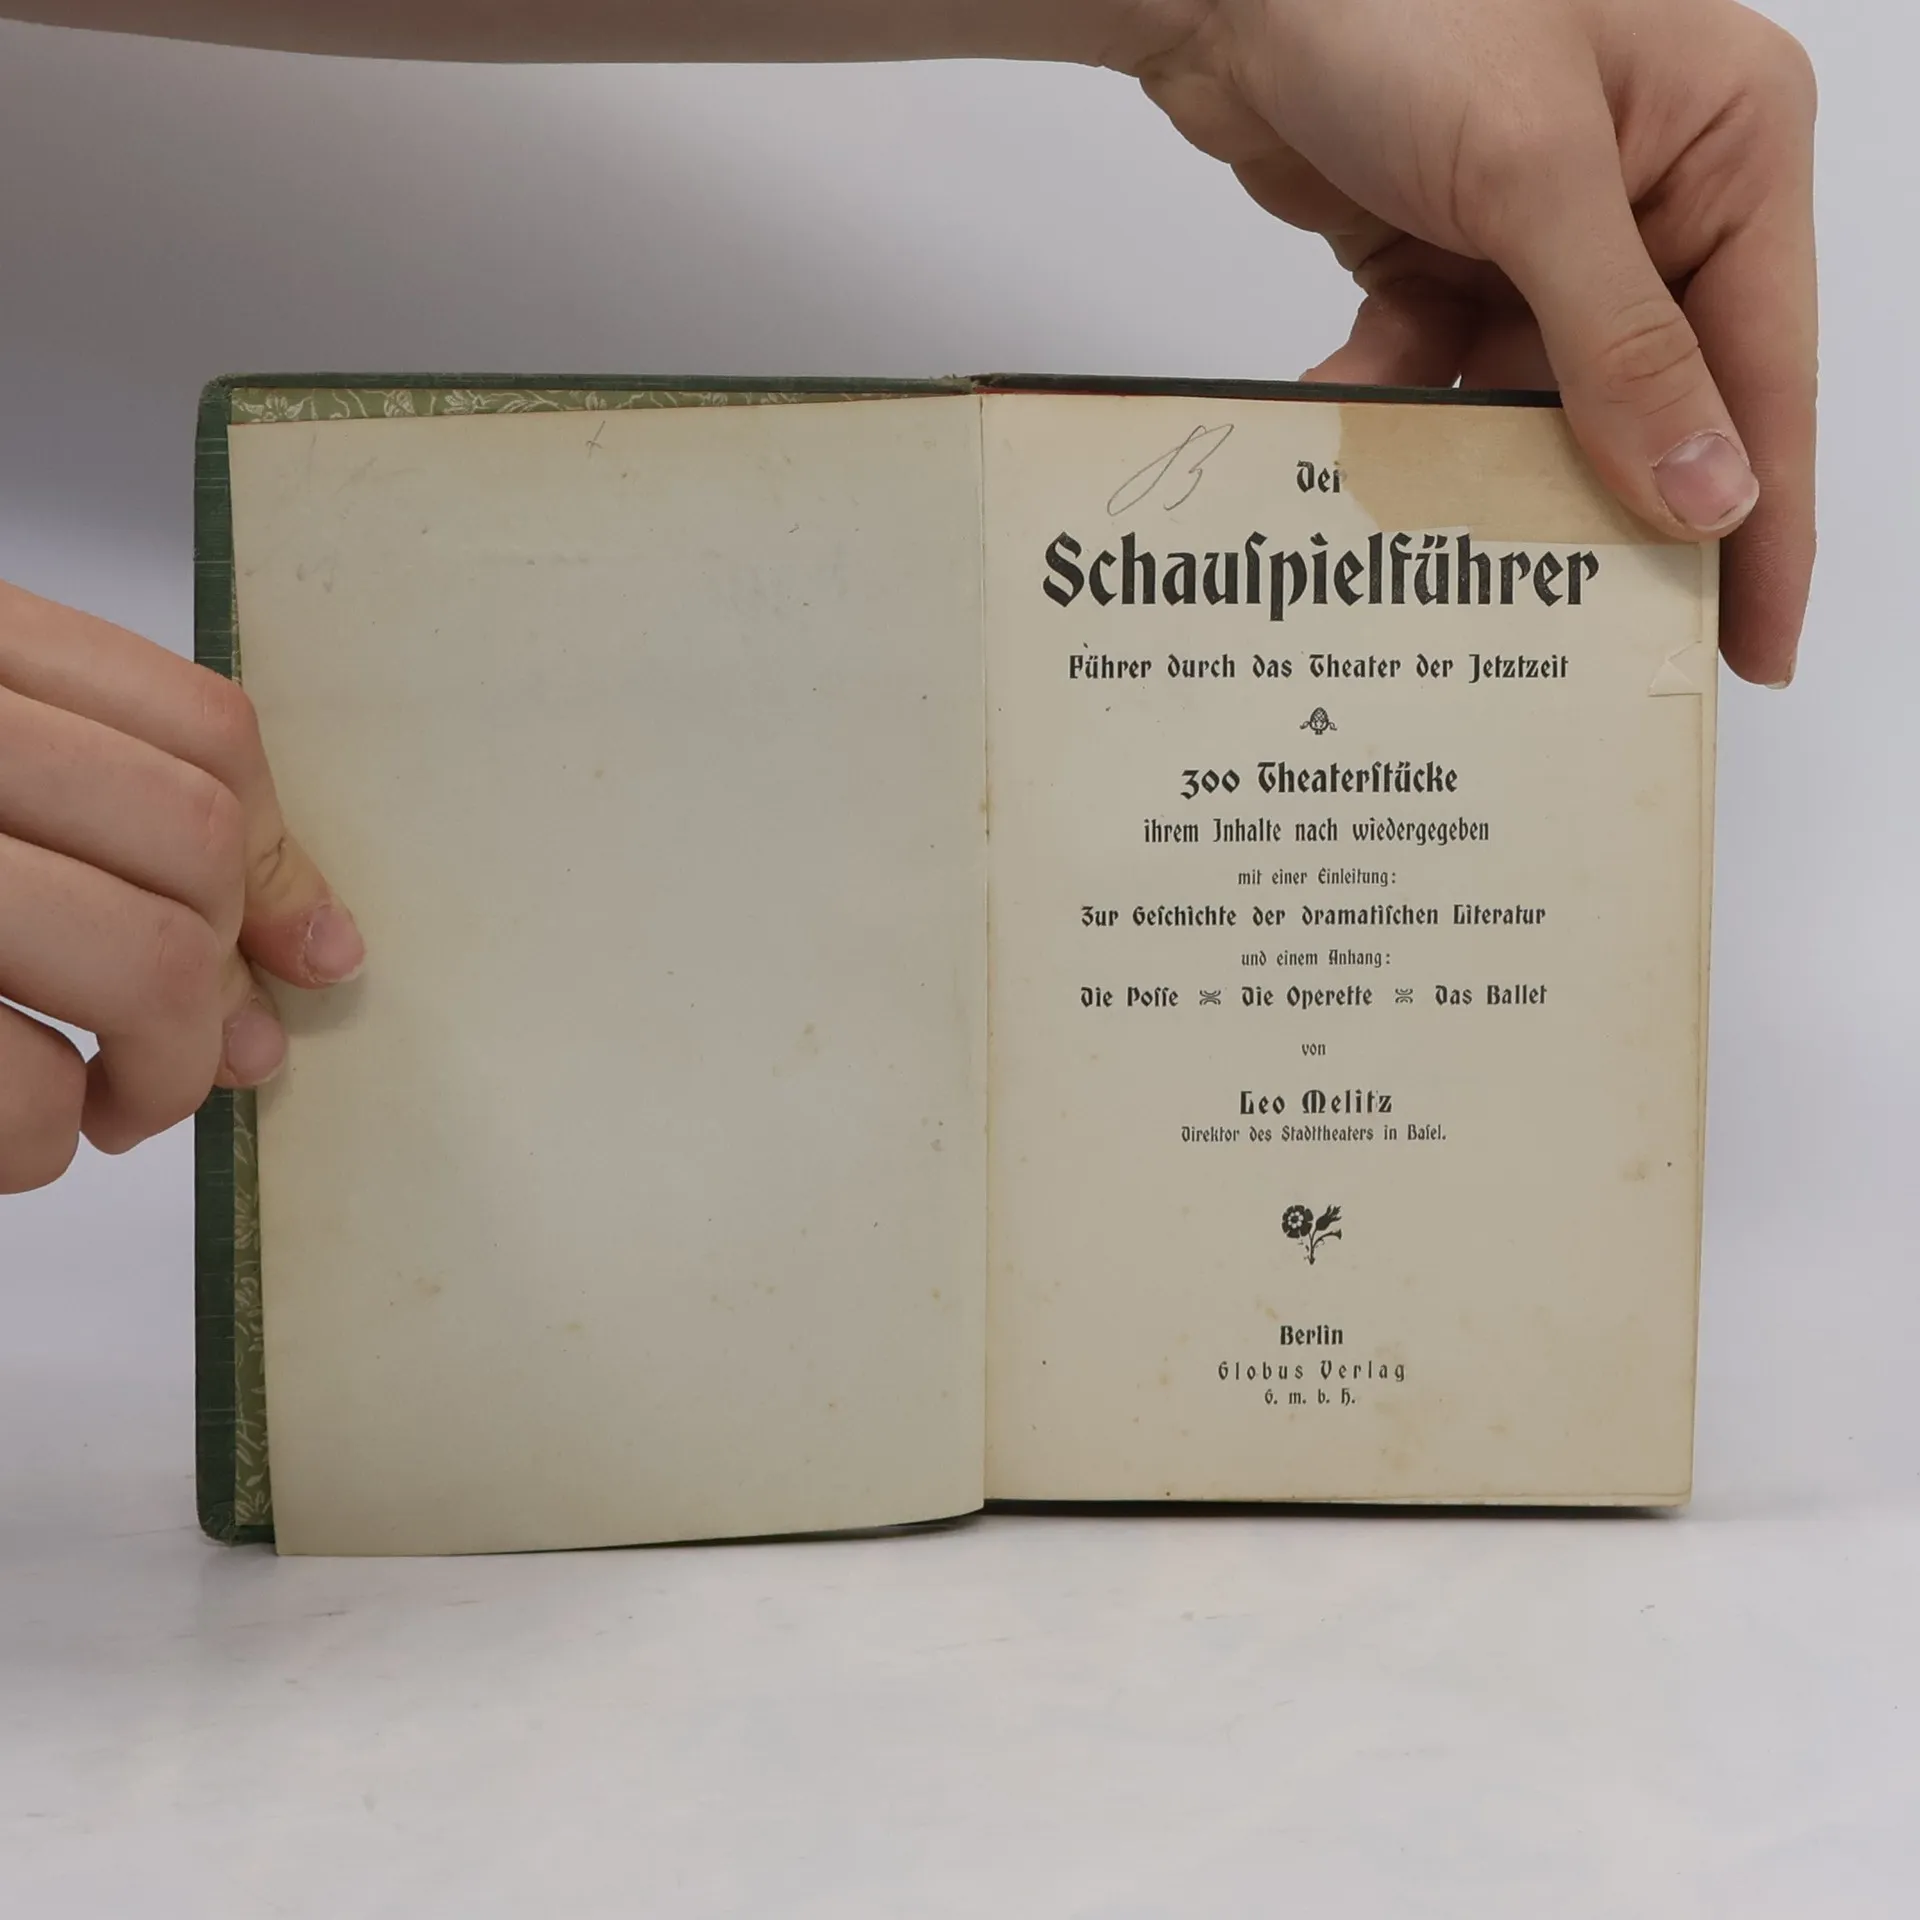 B
Der
Schauſpielführer
Führer durch das Theater der Jetztzeit
300 Theaterſtücke
ihrem Inhalte nach wiedergegeben
mit einer Einleitung:
Zur Geſchichte der dramatiſchen Literatur
und einem Anhang:
Die Poſſe die Operette das Ballet
von
Leo Melitz
Direktor des Stadttheaters in Baſel.
Berlin
Globus Verlag
G. m. b. H.